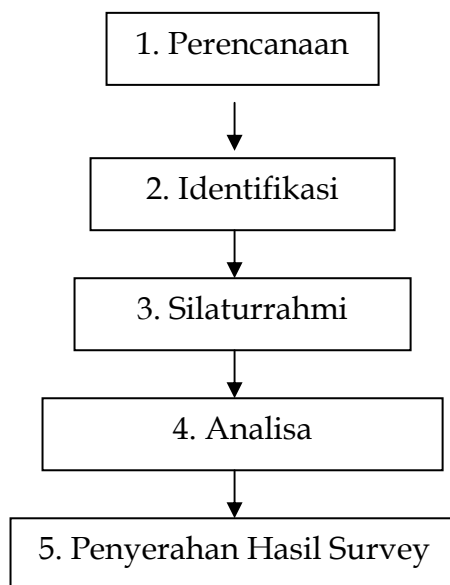 1. Perencanaan
2. Identifikasi
3. Silaturrahmi
4. Analisa
5. Penyerahan Hasil Survey